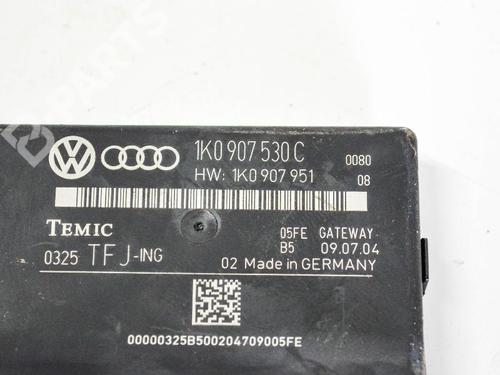 1K0 907 530 C
0080
HW: 1K0 907 951
08
TEMIC
05FE GATEWAY
B5 09.07.04
0325 TFJ-ING
02 Made in GERMANY
00000325B500204709005FE
PARTS